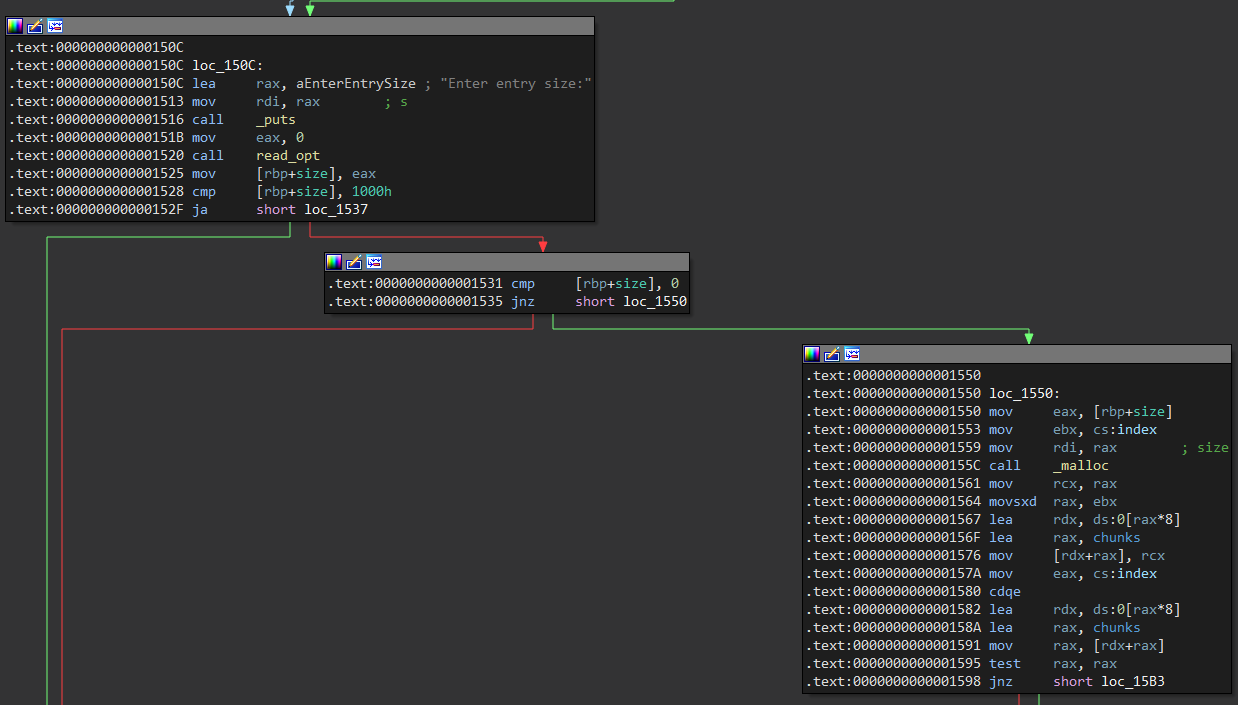 .text:000000000000150C
.text:000000000000150C loc_150C:
.text:000000000000150C lea     rax, aEnterEntrySize ; "Enter entry size:"
.text:0000000000001513 mov     rdi, rax        ; s
.text:0000000000001516 call    _puts
.text:000000000000151B mov     eax, 0
.text:0000000000001520 call    read_opt
.text:0000000000001525 mov     [rbp+size], eax
.text:0000000000001528 cmp     [rbp+size], 1000h
.text:000000000000152F ja      short loc_1537
.text:0000000000001531 cmp     [rbp+size], 0
.text:0000000000001535 jnz     short loc_1550
.text:0000000000001550
.text:0000000000001550 loc_1550:
.text:0000000000001550 mov     eax, [rbp+size]
.text:0000000000001553 mov     ebx, cs:index
.text:0000000000001559 mov     rdi, rax        ; size
.text:000000000000155C call    _malloc
.text:0000000000001561 mov     rcx, rax
.text:0000000000001564 movsxd  rax, ebx
.text:0000000000001567 lea     rdx, ds:0[rax*8]
.text:000000000000156F lea     rax, chunks
.text:0000000000001576 mov     [rdx+rax], rcx
.text:000000000000157A mov     eax, cs:index
.text:0000000000001580 cdqe
.text:0000000000001582 lea     rdx, ds:0[rax*8]
.text:000000000000158A lea     rax, chunks
.text:0000000000001591 mov     rax, [rdx+rax]
.text:0000000000001595 test    rax, rax
.text:0000000000001598 jnz     short loc_15B3